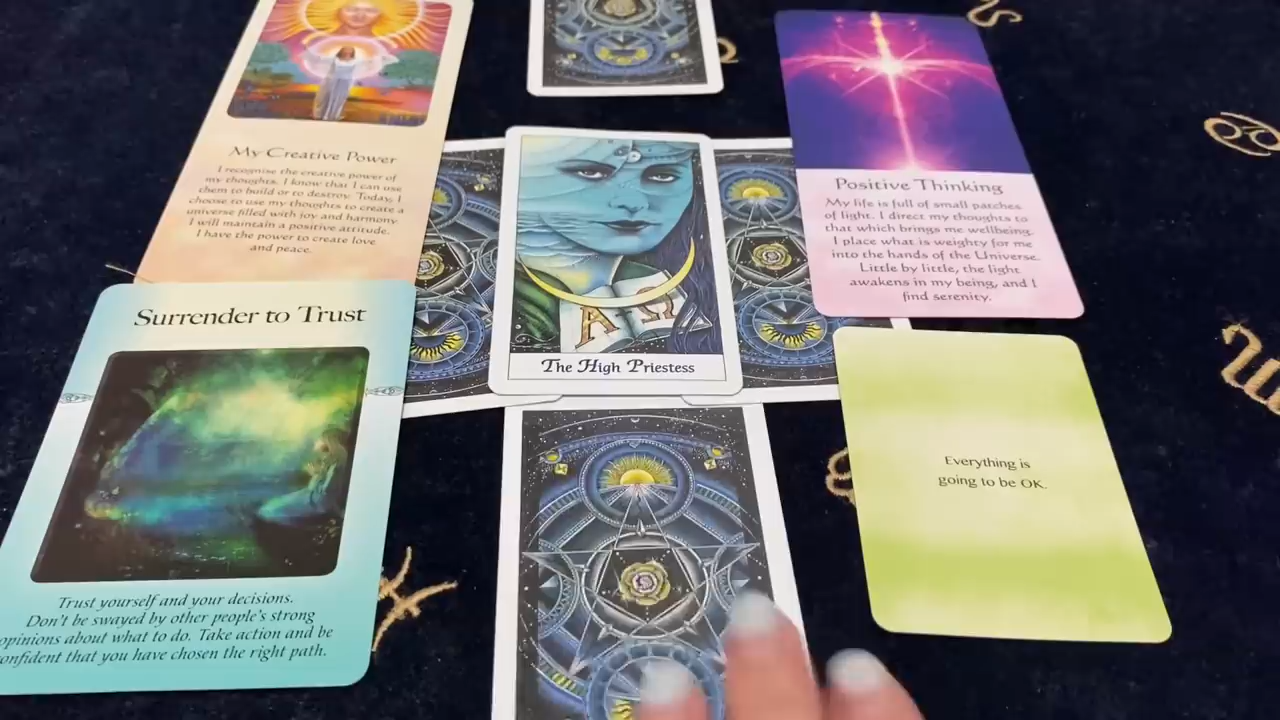 My Creative Power
I recognise the creative power of
my thoughts. I know that I can use
them to build or to destroy. Today, I
choose to use my thoughts to create a
universe filled with joy and harmony.
I will maintain a positive attitude.
I have the power to create love
and peace.
Positive Thinking
My life is full of small patches
of light. I direct my thoughts to
that which brings me wellbeing.
I place what is weighty for me
into the hands of the Universe.
Little by little, the light
awakens in my being, and I
find serenity.
A Ω
The High Priestess
Surrender to Trust
Trust yourself and your decisions.
Don't be swayed by other people's strong
opinions about what to do. Take action and be
confident that you have chosen the right path.
Everything is
going to be OK.